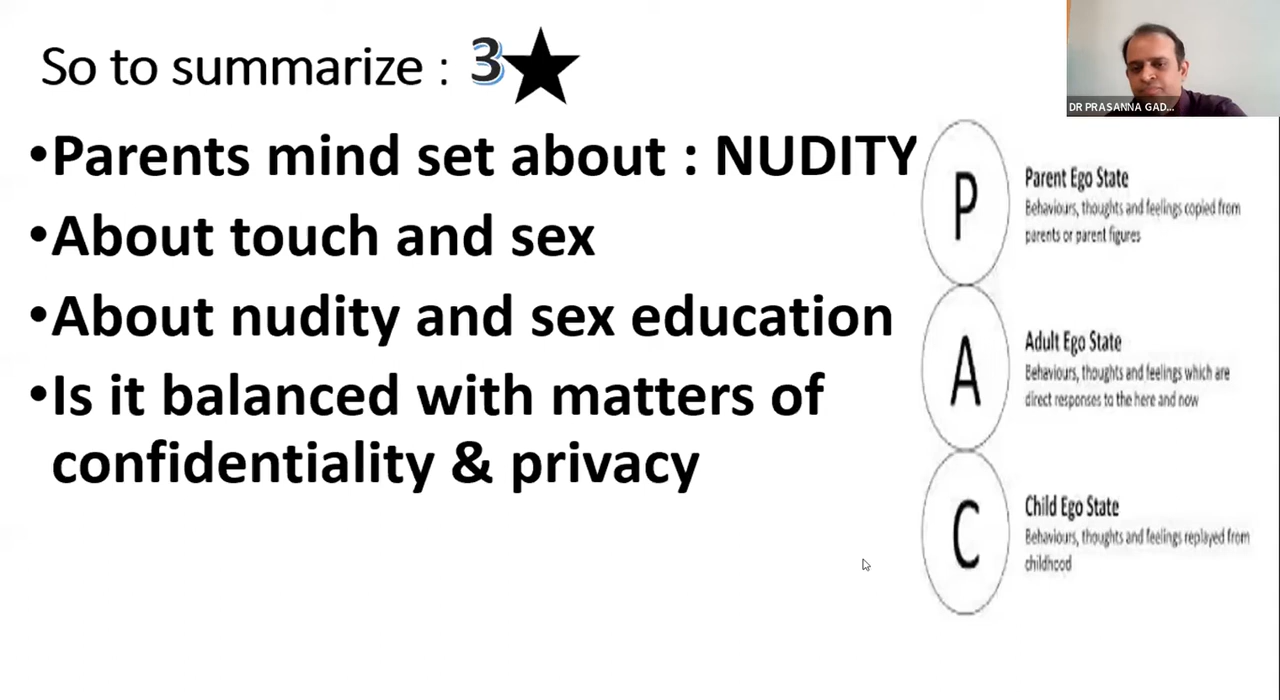 So to summarize : 3
•Parents mind set about : NUDITY
•About touch and sex
•About nudity and sex education
•Is it balanced with matters of
confidentiality & privacy
P
Parent Ego State
Behaviours, thoughts and feelings copied from
parents or parent figures
A
Adult Ego State
Behaviours, thoughts and feelings which are
direct responses to the here and now
C
Child Ego State
Behaviours, thoughts and feelings replayed from
childhood
DR PRASANNA GAD...